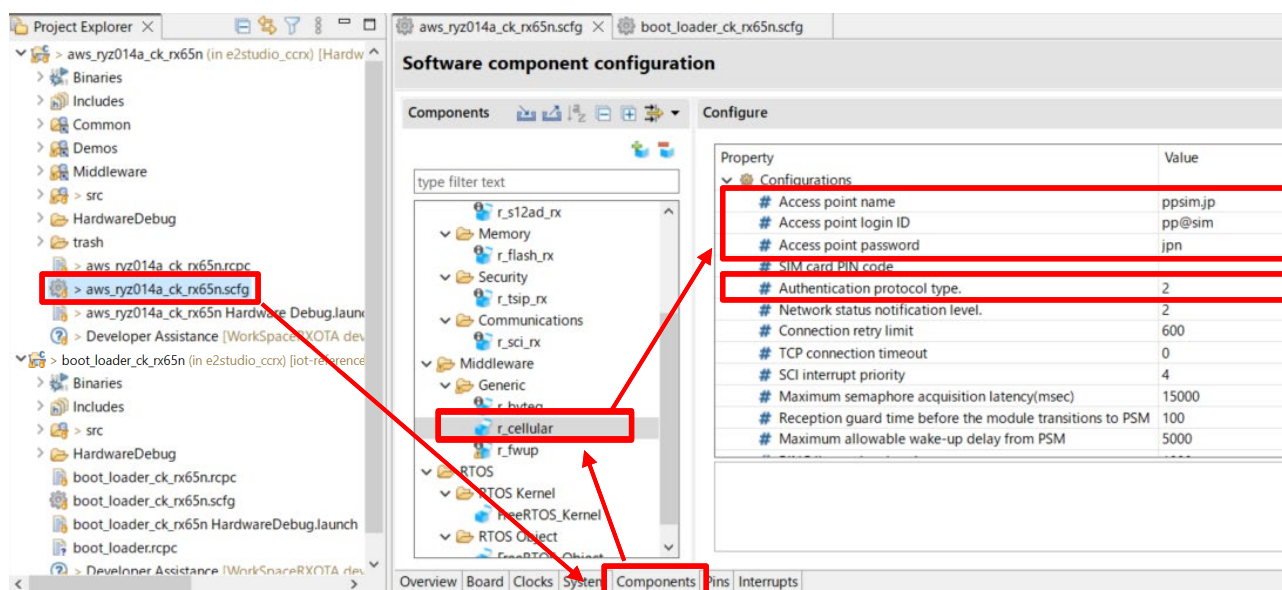 Project Explorer
> aws_ryz014a_ck_rx65n (in e2studio_ccrx) [Hardw
Binaries
Includes
Common
Demos
Middleware
> src
HardwareDebug
trash
> aws_ryz014a_ck_rx65n.rcpc
> aws_ryz014a_ck_rx65n.scfg
> aws_ryz014a_ck_rx65n Hardware Debug.laun
> Developer Assistance [WorkSpaceRXOTA dev
> boot_loader_ck_rx65n (in e2studio_ccrx) [iot-reference
Binaries
Includes
> src
HardwareDebug
boot_loader_ck_rx65n.rcpc
boot_loader_ck_rx65n.scfg
boot_loader_ck_rx65n HardwareDebug.launch
boot_loader.rcpc
> Developer Assistance [WorkSpaceRXOTA dev
aws_ryz014a_ck_rx65n.scfg
boot_loader_ck_rx65n.scfg
Software component configuration
Components
type filter text
r_s12ad_rx
Memory
r_flash_rx
Security
r_tsip_rx
Communications
r_sci_rx
Middleware
Generic
r_byteq
r_cellular
r_fwup
RTOS
RTOS Kernel
FreeRTOS_Kernel
RTOS Object
FreeRTOS_Object
Configure
Property Value
Configurations
Access point name ppsim.jp
Access point login ID pp@sim
Access point password jpn
SIM card PIN code
Authentication protocol type. 2
Network status notification level. 2
Connection retry limit 600
TCP connection timeout 0
SCI interrupt priority 4
Maximum semaphore acquisition latency(msec) 15000
Reception guard time before the module transitions to PSM 100
Maximum allowable wake-up delay from PSM 5000
Overview Board Clocks System Components Pins Interrupts